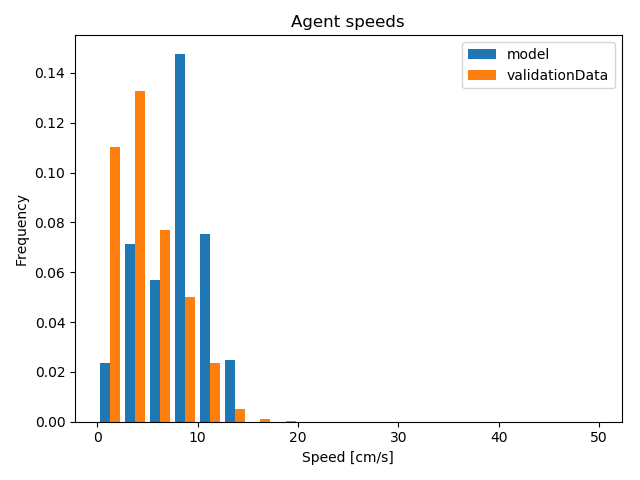 Agent speeds
model
validationData
Frequency
0.14
0.12
0.10
0.08
0.06
0.04
0.02
0.00
0 10 20 30 40 50
Speed [cm/s]